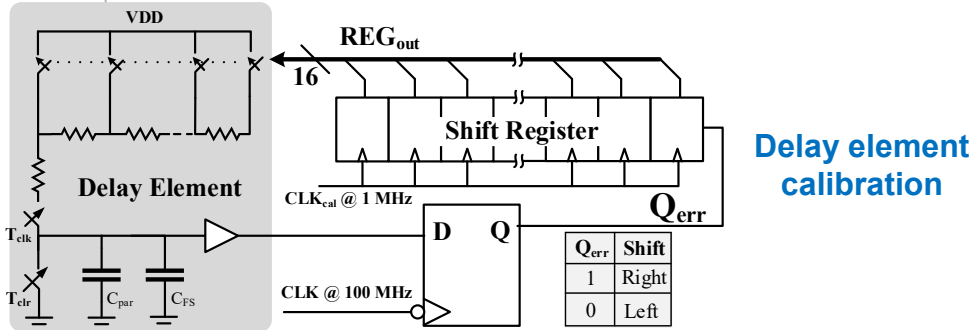 VDD
REGout
16
Shift Register
Delay Element
CLKcal @ 1 MHz
Tclk
Tclr
Cpar
CFS
D Q
CLK @ 100 MHz
Qerr
Qerr Shift
1 Right
0 Left
Delay element
calibration